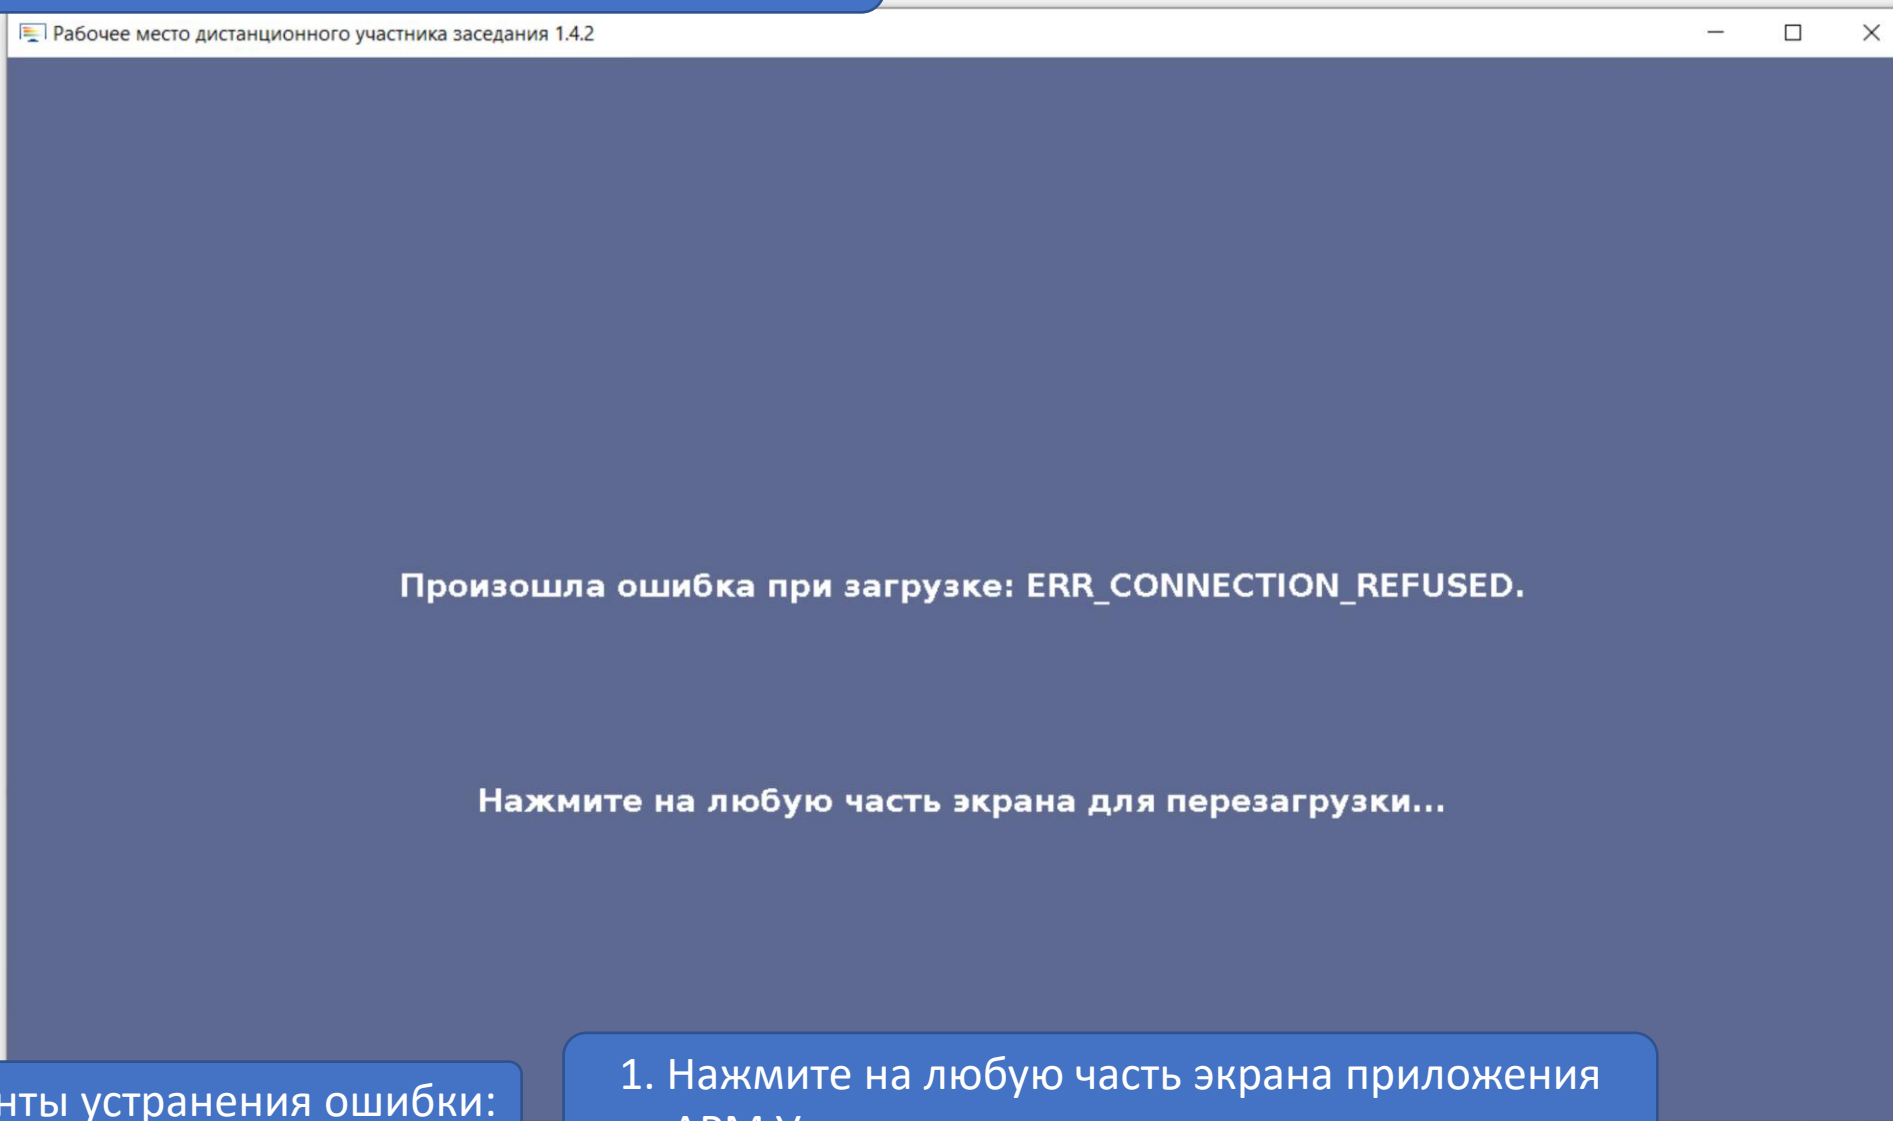 Рабочее место дистанционного участника заседания 1.4.2
Произошла ошибка при загрузке: ERR_CONNECTION_REFUSED.
Нажмите на любую часть экрана для перезагрузки...
устранения ошибки:
1. Нажмите на любую часть экрана приложения